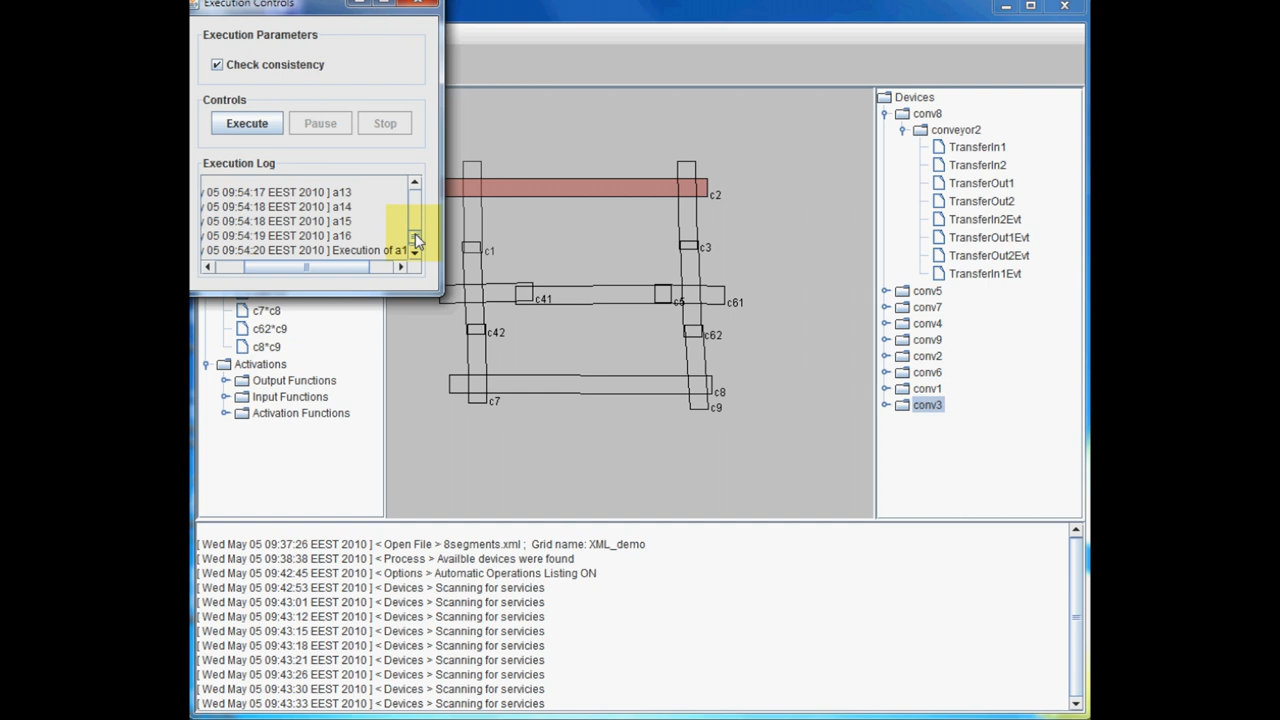 Execution Controls
Execution Parameters
Check consistency
Controls
Execute
Pause
Stop
Execution Log
y 05 09:54:17 EEST 2010 ] a13
y 05 09:54:18 EEST 2010 ] a14
y 05 09:54:18 EEST 2010 ] a15
y 05 09:54:19 EEST 2010 ] a16
y 05 09:54:20 EEST 2010 ] Execution of a1
c7*c8
c62*c9
c8*c9
Activations
Output Functions
Input Functions
Activation Functions
c2
c1
c3
c41
c5
c61
c42
c62
c8
c7
c9
Devices
conv8
conveyor2
TransferIn1
TransferIn2
TransferOut1
TransferOut2
TransferIn2Evt
TransferOut1Evt
TransferOut2Evt
TransferIn1Evt
conv5
conv7
conv4
conv9
conv2
conv6
conv1
conv3
[ Wed May 05 09:37:26 EEST 2010 ] < Open File > 8segments.xml ; Grid name: XML_demo
[ Wed May 05 09:38:38 EEST 2010 ] < Process > Availble devices were found
[ Wed May 05 09:42:45 EEST 2010 ] < Options > Automatic Operations Listing ON
[ Wed May 05 09:42:53 EEST 2010 ] < Devices > Scanning for servicies
[ Wed May 05 09:43:01 EEST 2010 ] < Devices > Scanning for servicies
[ Wed May 05 09:43:12 EEST 2010 ] < Devices > Scanning for servicies
[ Wed May 05 09:43:15 EEST 2010 ] < Devices > Scanning for servicies
[ Wed May 05 09:43:18 EEST 2010 ] < Devices > Scanning for servicies
[ Wed May 05 09:43:21 EEST 2010 ] < Devices > Scanning for servicies
[ Wed May 05 09:43:26 EEST 2010 ] < Devices > Scanning for servicies
[ Wed May 05 09:43:30 EEST 2010 ] < Devices > Scanning for servicies
[ Wed May 05 09:43:33 EEST 2010 ] < Devices > Scanning for servicies